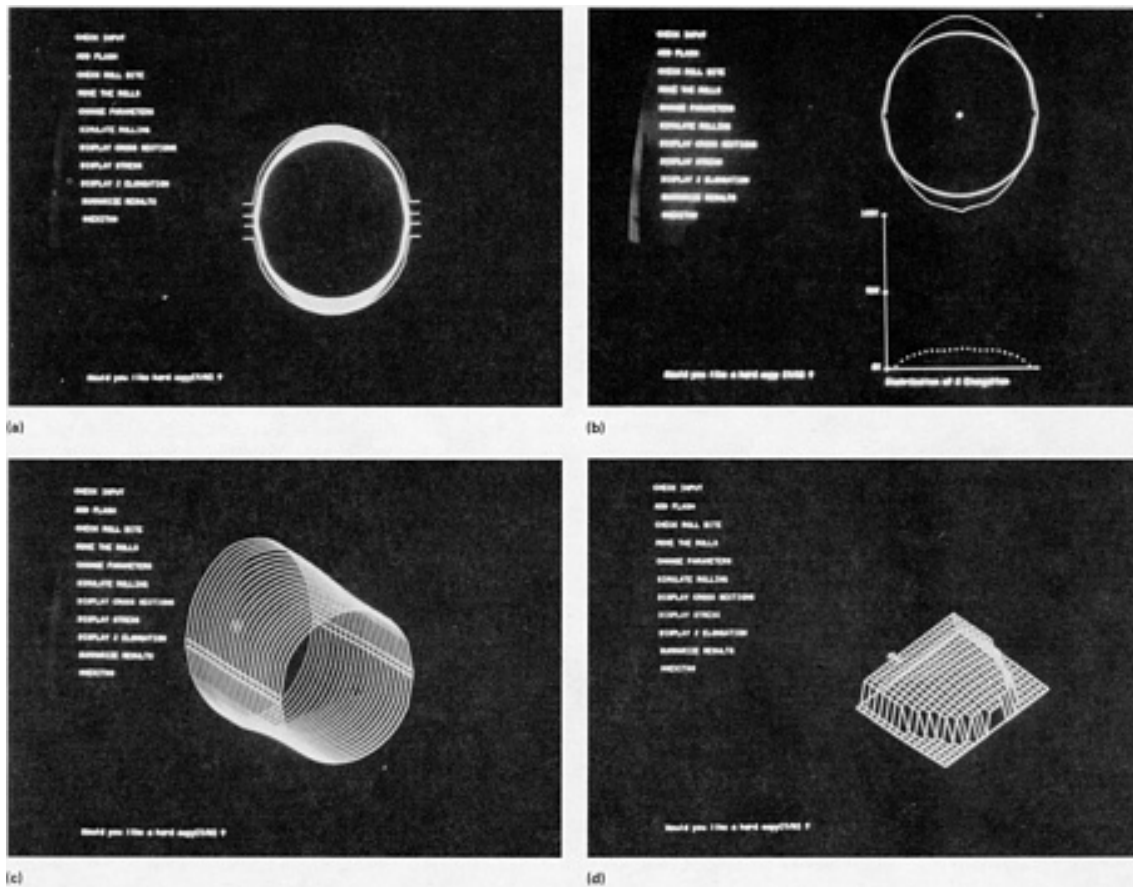 CHECK INPUT
ADD FLASH
CHECK ROLL BITE
MOVE THE ROLLS
CHANGE PARAMETERS
SIMULATE ROLLING
DISPLAY CROSS SECTIONS
DISPLAY STRESS
DISPLAY Z ELONGATION
SUMMARIZE RESULTS
Would you like hard copy ?
(a)
CHECK INPUT
ADD FLASH
CHECK ROLL BITE
MOVE THE ROLLS
CHANGE PARAMETERS
SIMULATE ROLLING
DISPLAY CROSS SECTIONS
DISPLAY STRESS
DISPLAY Z ELONGATION
SUMMARIZE RESULTS
Would you like a hard copy ?
Distribution of Elongation
(b)
CHECK INPUT
ADD FLASH
CHECK ROLL BITE
MOVE THE ROLLS
CHANGE PARAMETERS
SIMULATE ROLLING
DISPLAY CROSS SECTIONS
DISPLAY STRESS
DISPLAY Z ELONGATION
SUMMARIZE RESULTS
Would you like a hard copy ?
(c)
CHECK INPUT
ADD FLASH
CHECK ROLL BITE
MOVE THE ROLLS
CHANGE PARAMETERS
SIMULATE ROLLING
DISPLAY CROSS SECTIONS
DISPLAY STRESS
DISPLAY Z ELONGATION
SUMMARIZE RESULTS
Would you like a hard copy ?
(d)